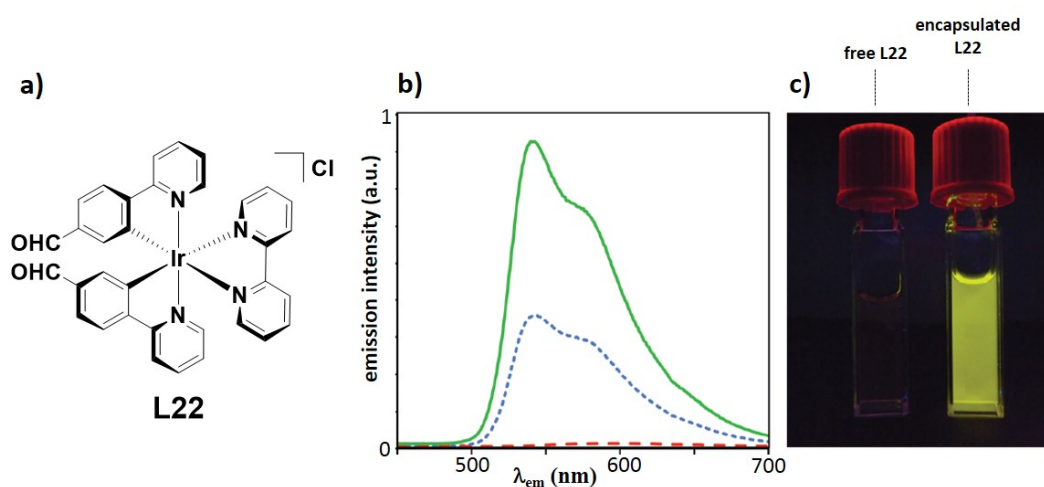 a)
N
Cl
OHC
N
Ir
OHC
N
N
L22
b)
1
emission intensity (a.u.)
0
500
600
700
λem (nm)
encapsulated
free L22
L22
c)